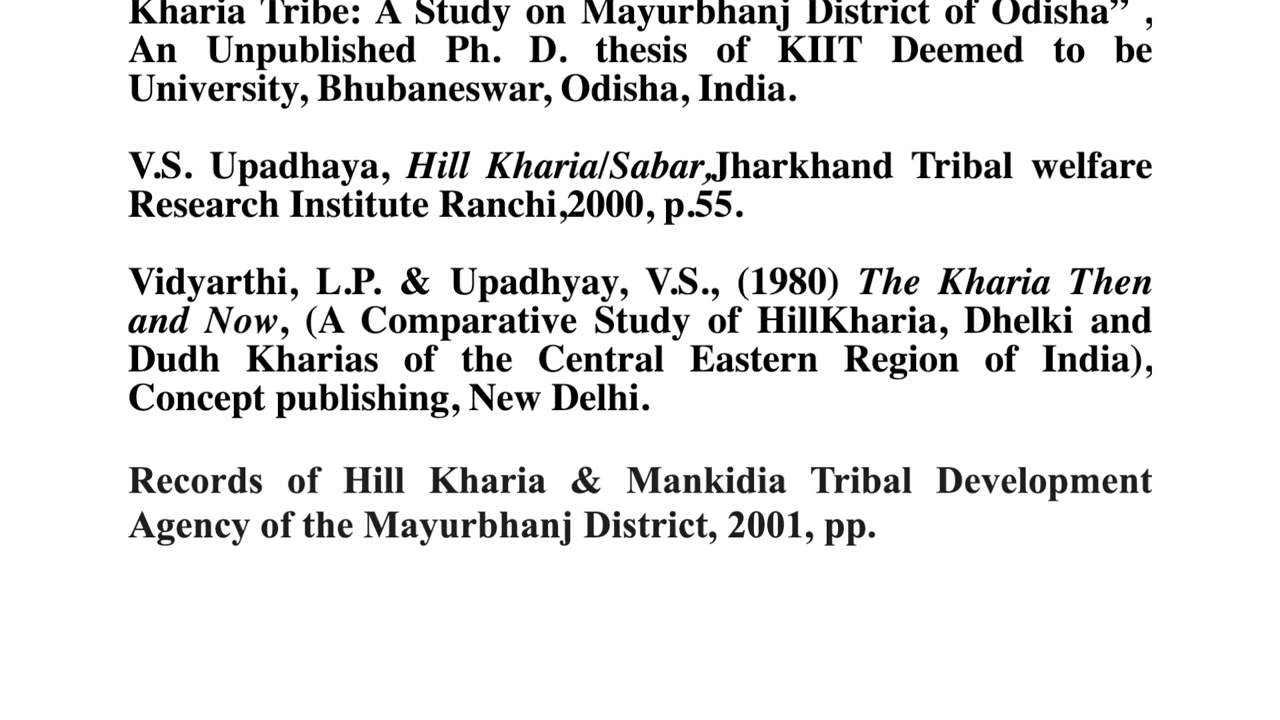 Kharia Tribe: A Study on Mayurbhanj District of Odisha” ,
An Unpublished Ph. D. thesis of KIIT Deemed to be
University, Bhubaneswar, Odisha, India.
V.S. Upadhaya, Hill Kharia/Sabar,Jharkhand Tribal welfare
Research Institute Ranchi,2000, p.55.
Vidyarthi, L.P. & Upadhyay, V.S., (1980) The Kharia Then
and Now, (A Comparative Study of HillKharia, Dhelki and
Dudh Kharias of the Central Eastern Region of India),
Concept publishing, New Delhi.
Records of Hill Kharia & Mankidia Tribal Development
Agency of the Mayurbhanj District, 2001, pp.